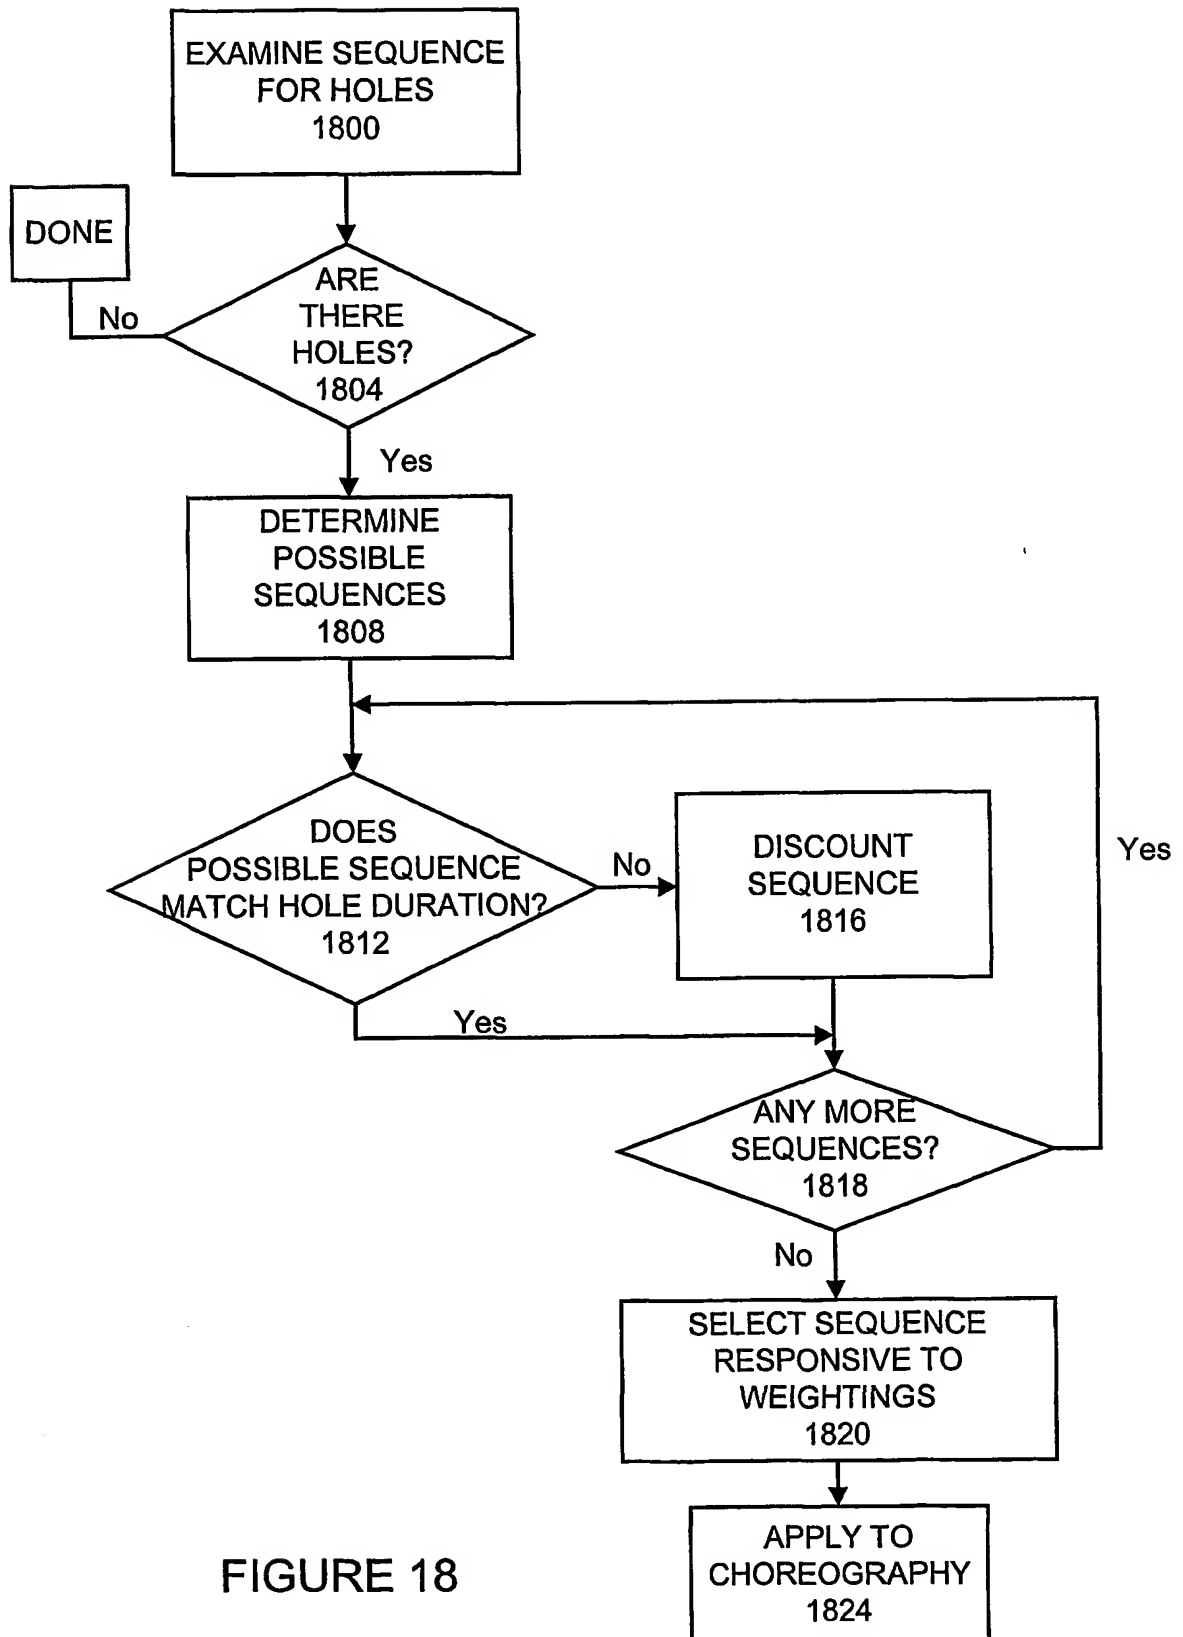 EXAMINE SEQUENCE
FOR HOLES
1800
DONE
No
ARE
THERE
HOLES?
1804
Yes
DETERMINE
POSSIBLE
SEQUENCES
1808
DOES
POSSIBLE SEQUENCE
MATCH HOLE DURATION?
1812
No
DISCOUNT
SEQUENCE
1816
Yes
Yes
ANY MORE
SEQUENCES?
1818
No
SELECT SEQUENCE
RESPONSIVE TO
WEIGHTINGS
1820
APPLY TO
CHOREOGRAPHY
1824
FIGURE 18